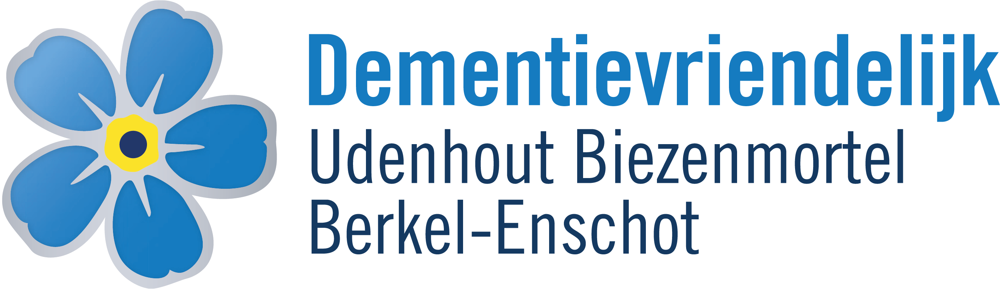 Dementievriendelijk
Udenhout Biezenmortel
Berkel-Enschot